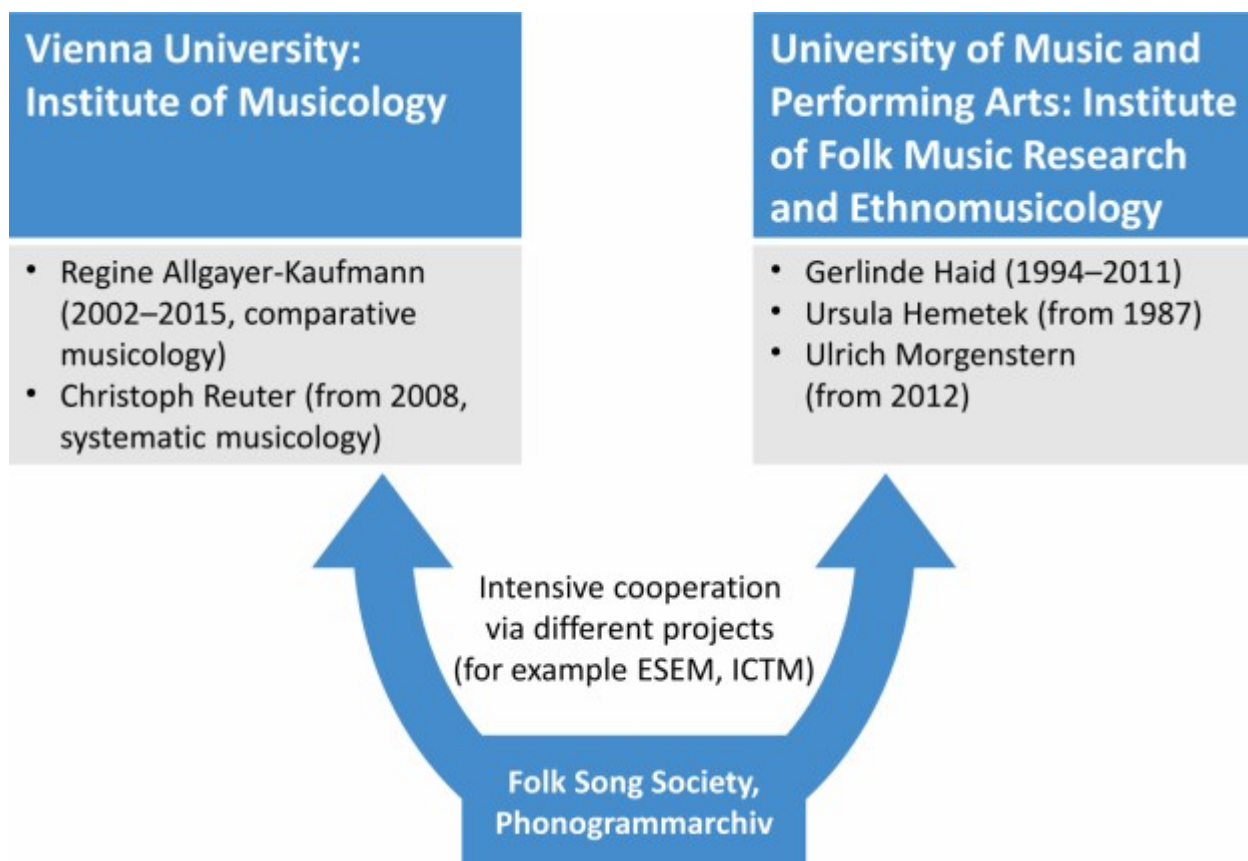 Vienna University:
Institute of Musicology
University of Music and
Performing Arts: Institute
of Folk Music Research
and Ethnomusicology
• Regine Allgayer-Kaufmann
(2002–2015, comparative
musicology)
• Christoph Reuter (from 2008,
systematic musicology)
• Gerlinde Haid (1994–2011)
• Ursula Hemetek (from 1987)
• Ulrich Morgenstern
(from 2012)
Intensive cooperation
via different projects
(for example ESEM, ICTM)
Folk Song Society,
Phonogrammarchiv